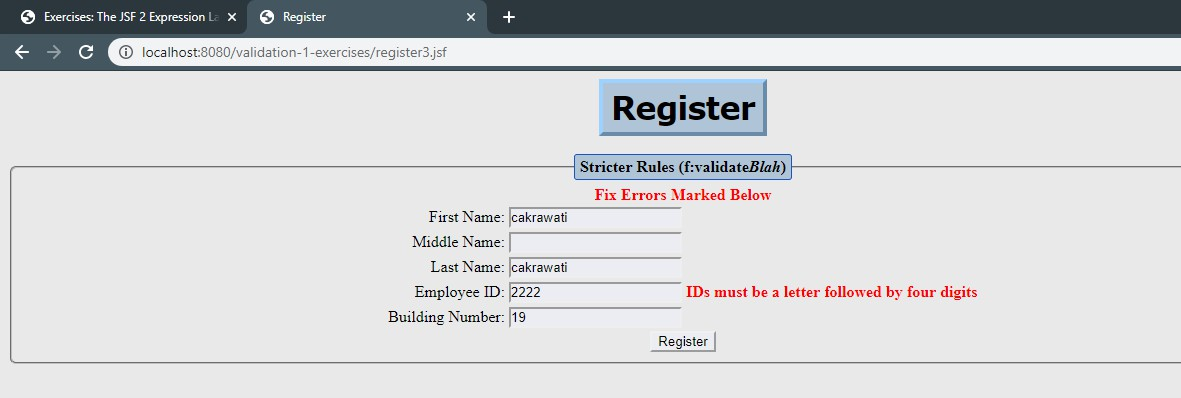 Exercises: The JSF 2 Expression La
Register
localhost:8080/validation-1-exercises/register3.jsf
Register
Stricter Rules (f:validateBlah)
Fix Errors Marked Below
First Name: cakrawati
Middle Name:
Last Name: cakrawati
Employee ID: 2222 IDs must be a letter followed by four digits
Building Number: 19
Register